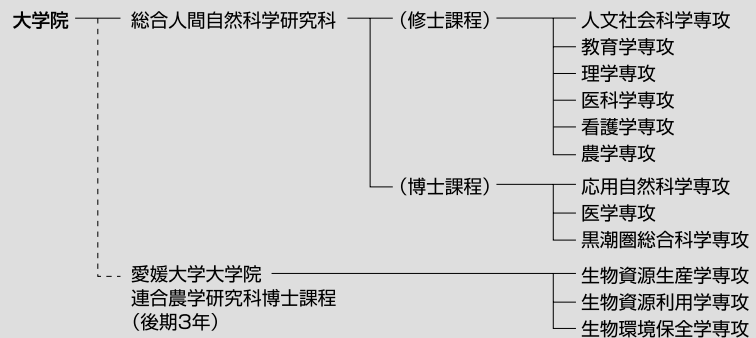 大学院
総合人間自然科学研究科
(修士課程)
人文社会科学専攻
教育学専攻
理学専攻
医科学専攻
看護学専攻
農学専攻
(博士課程)
応用自然科学専攻
医学専攻
黒潮圏総合科学専攻
愛媛大学大学院
連合農学研究科博士課程
(後期3年)
生物資源生産学専攻
生物資源利用学専攻
生物環境保全学専攻